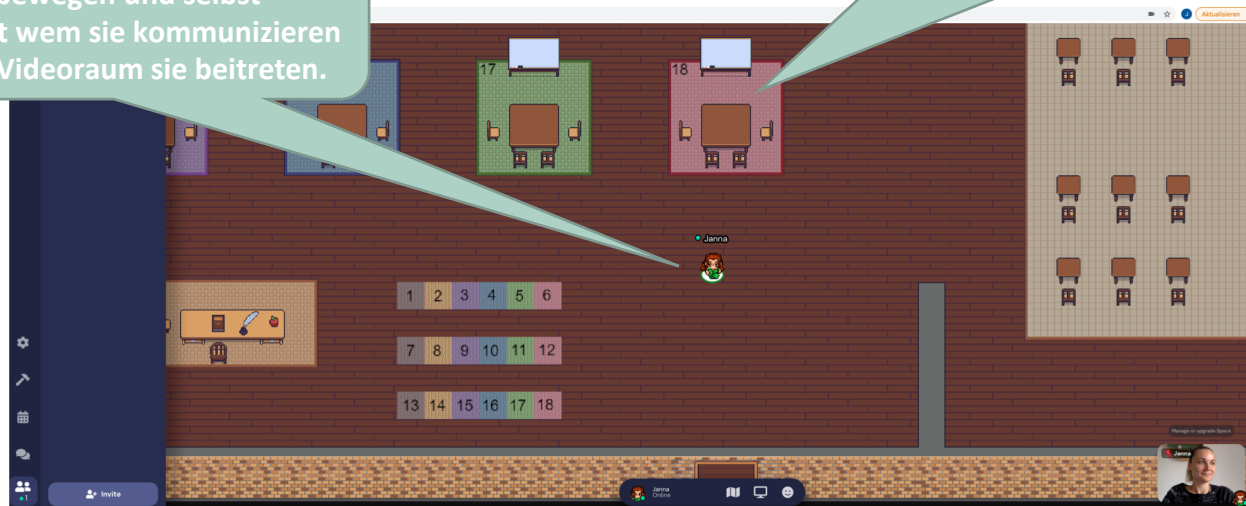 bewegen und selbst
t wem sie kommunizieren
Videoraum sie beitreten.
J
Aktualisieren
17
18
Janna
1 2 3 4 5 6
7 8 9 10 11 12
13 14 15 16 17 18
Manage or upgrade Space
Janna
1
Invite
Janna
Online